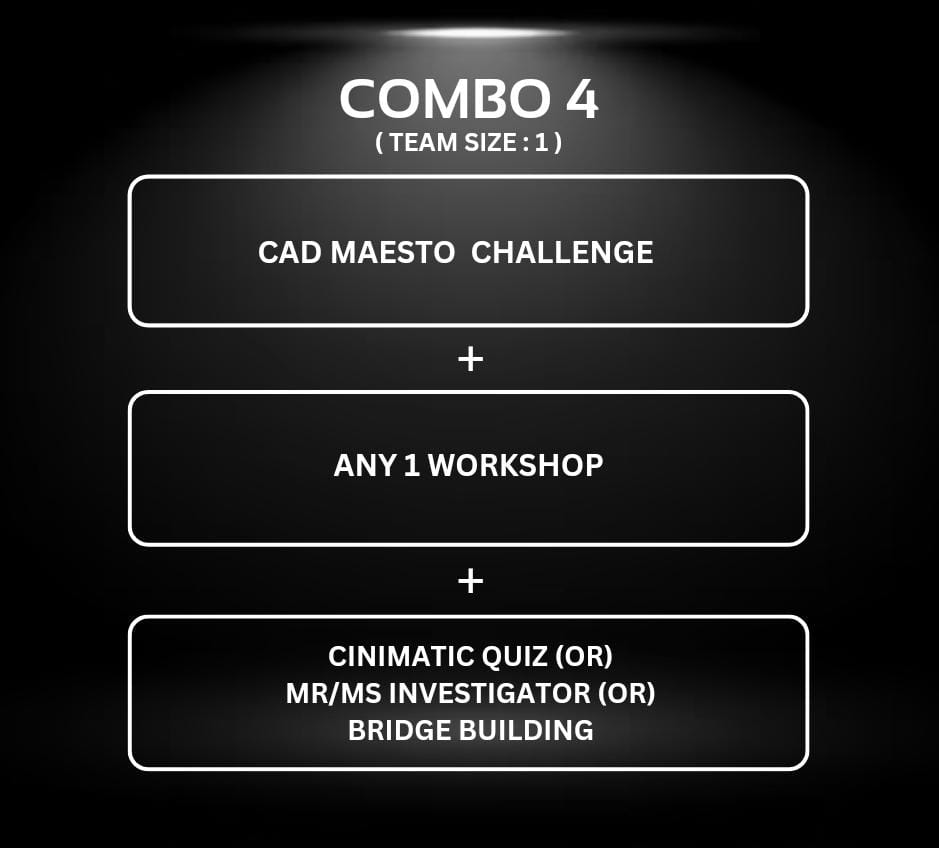 COMBO 4
( TEAM SIZE : 1 )
CAD MAESTO CHALLENGE
+
ANY 1 WORKSHOP
+
CINIMATIC QUIZ (OR)
MR/MS INVESTIGATOR (OR)
BRIDGE BUILDING